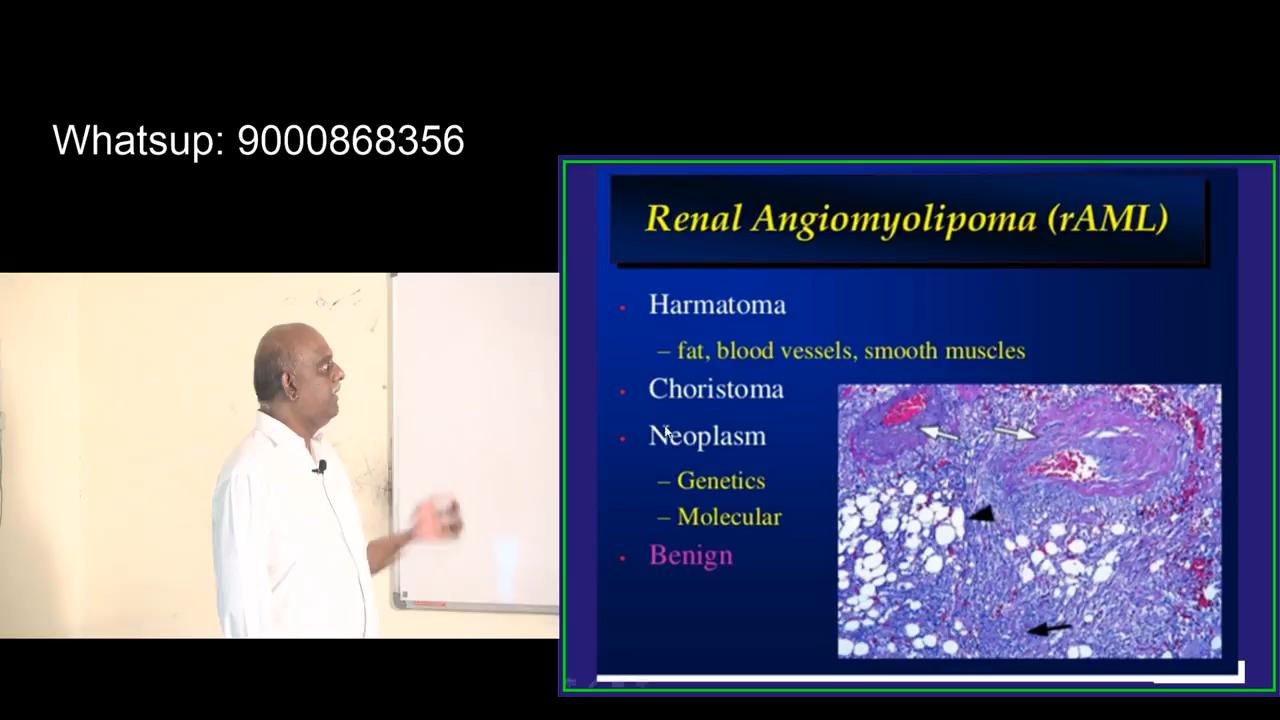 Whatsup: 9000868356
Renal Angiomyolipoma (rAML)
• Harmatoma
– fat, blood vessels, smooth muscles
• Choristoma
• Neoplasm
– Genetics
– Molecular
• Benign